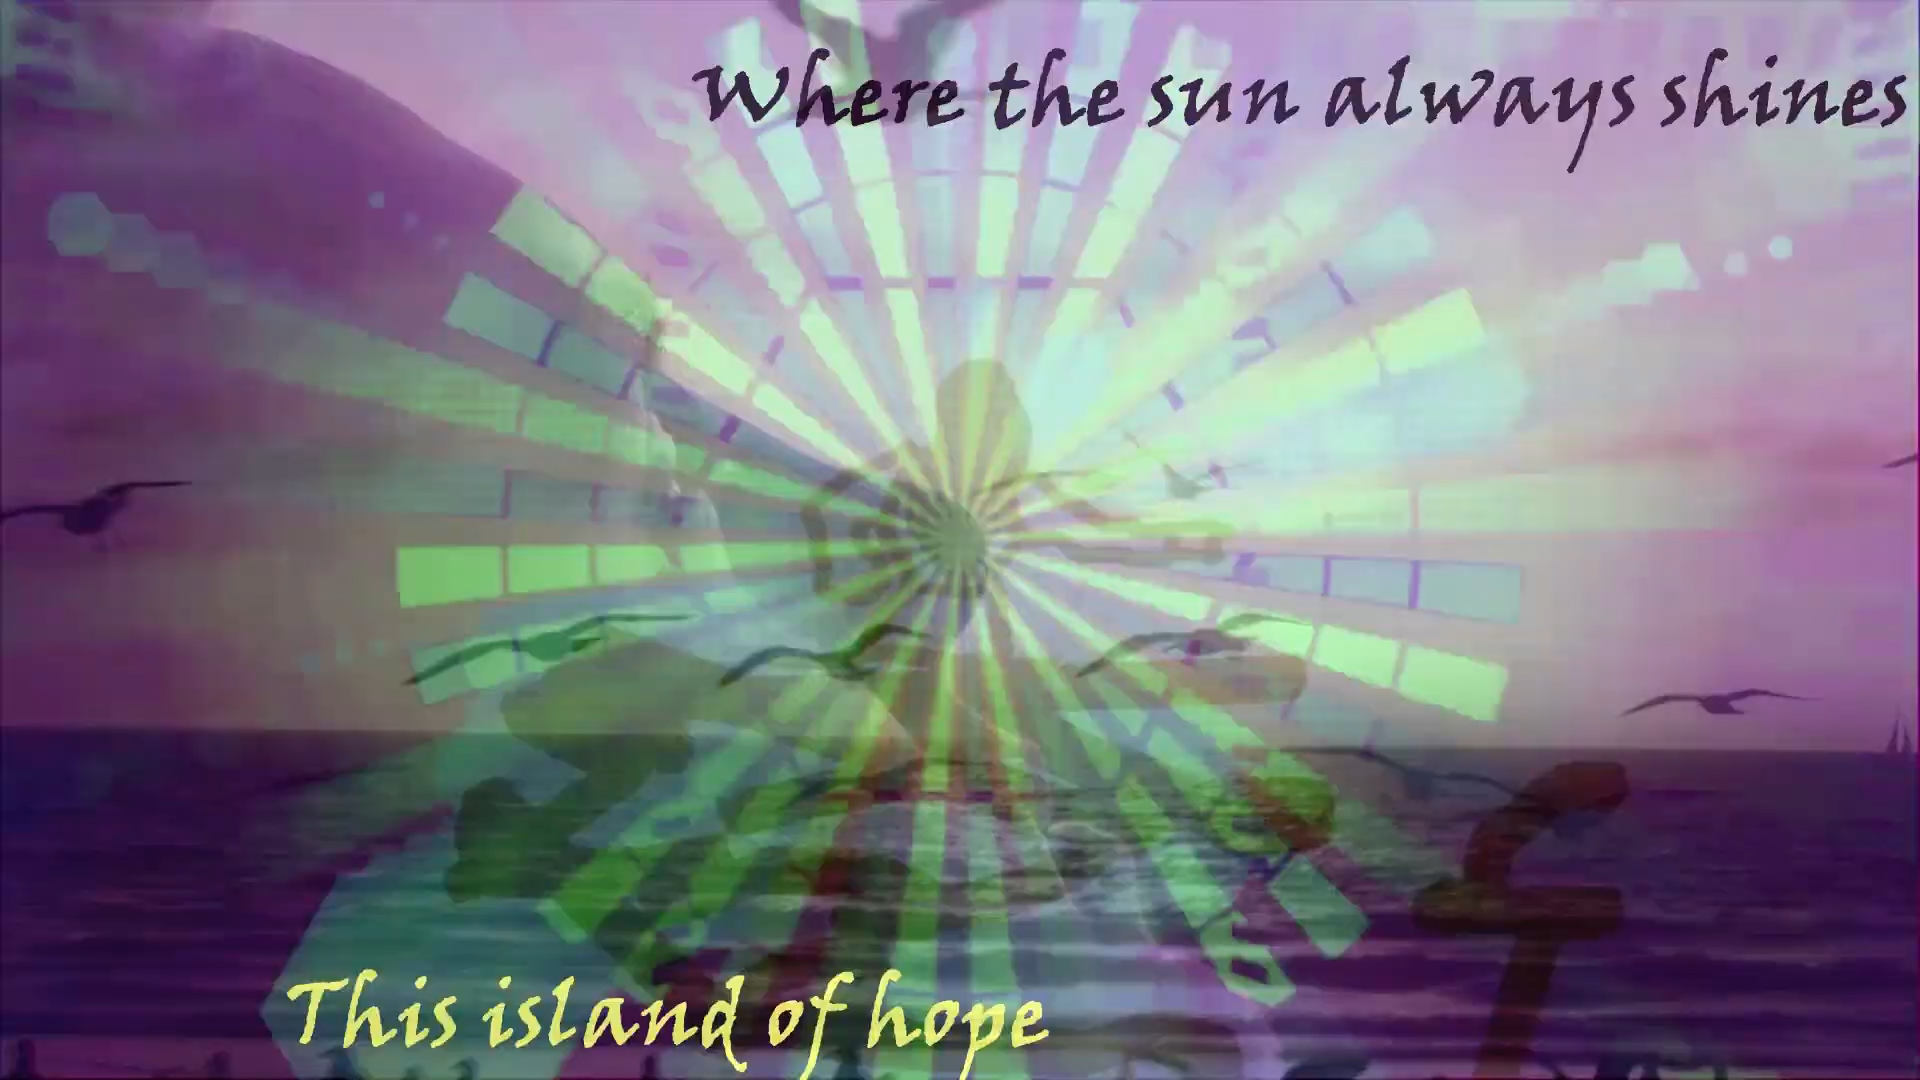 Where the sun always shines
This island of hope